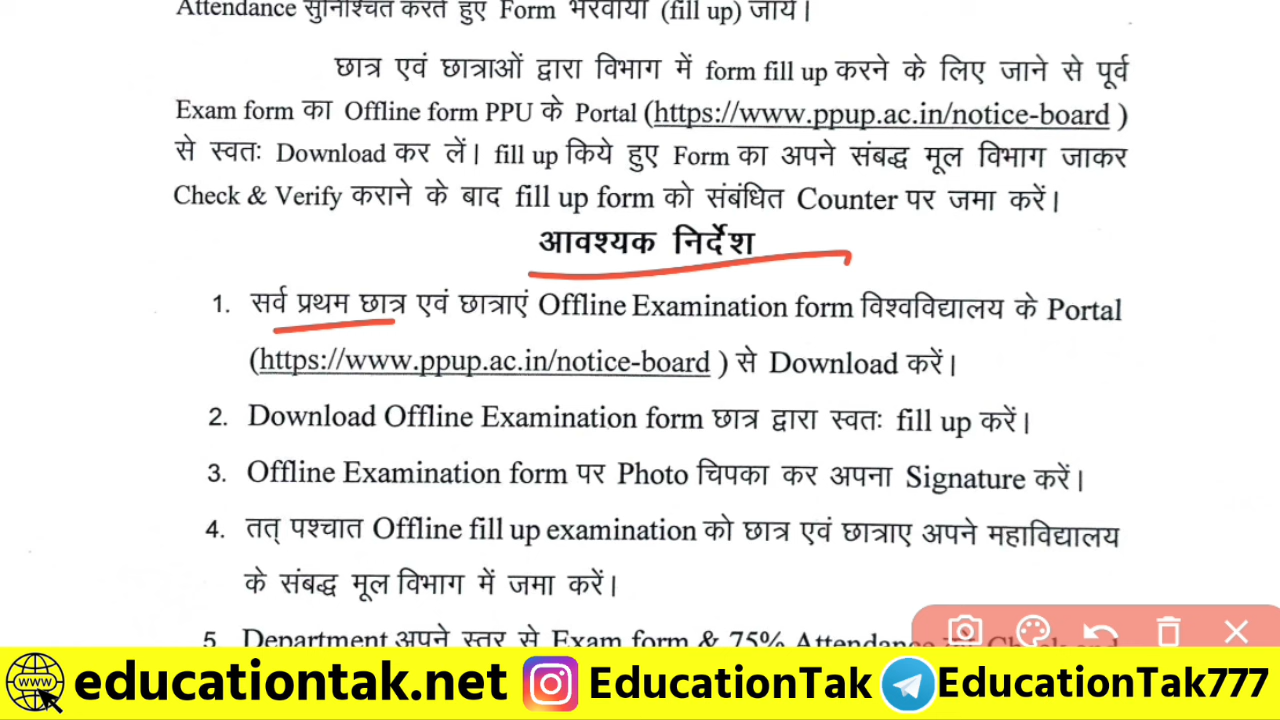 Attendance सुनिश्चित करते हुए Form भरवाया (fill up) जाये।
छात्र एवं छात्राओं द्वारा विभाग में form fill up करने के लिए जाने से पूर्व
Exam form का Offline form PPU के Portal (https://www.ppup.ac.in/notice-board )
से स्वतः Download कर लें। fill up किये हुए Form का अपने संबद्ध मूल विभाग जाकर
Check & Verify कराने के बाद fill up form को संबंधित Counter पर जमा करें।
आवश्यक निर्देश
1. सर्व प्रथम छात्र एवं छात्राएं Offline Examination form विश्वविद्यालय के Portal
(https://www.ppup.ac.in/notice-board ) से Download करें।
2. Download Offline Examination form छात्र द्वारा स्वतः fill up करें।
3. Offline Examination form पर Photo चिपका कर अपना Signature करें।
4. तत् पश्चात Offline fill up examination को छात्र एवं छात्राए अपने महाविद्यालय
के संबद्ध मूल विभाग में जमा करें।
5. Department अपने स्तर से Exam form & 75% Attendance
www educationtak.net EducationTak EducationTak777